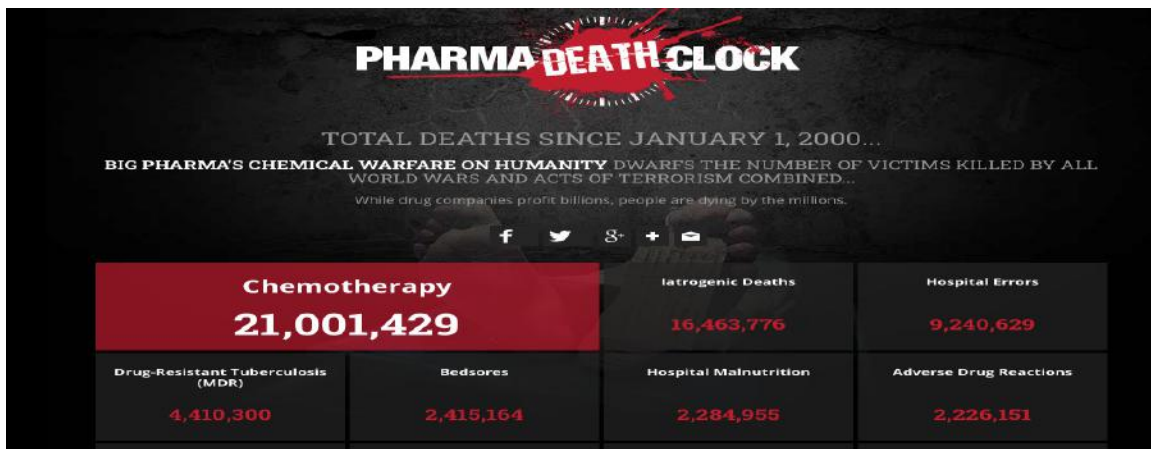 PHARMA DEATH CLOCK
TOTAL DEATHS SINCE JANUARY 1, 2000...
BIG PHARMA'S CHEMICAL WARFARE ON HUMANITY DWARFS THE NUMBER OF VICTIMS KILLED BY ALL
WORLD WARS AND ACTS OF TERRORISM COMBINED...
While drug companies profit billions, people are dying by the millions.
Chemotherapy
21,001,429
Iatrogenic Deaths
16,463,776
Hospital Errors
9,240,629
Drug-Resistant Tuberculosis
(MDR)
4,410,300
Bedsores
2,415,164
Hospital Malnutrition
2,284,955
Adverse Drug Reactions
2,226,151